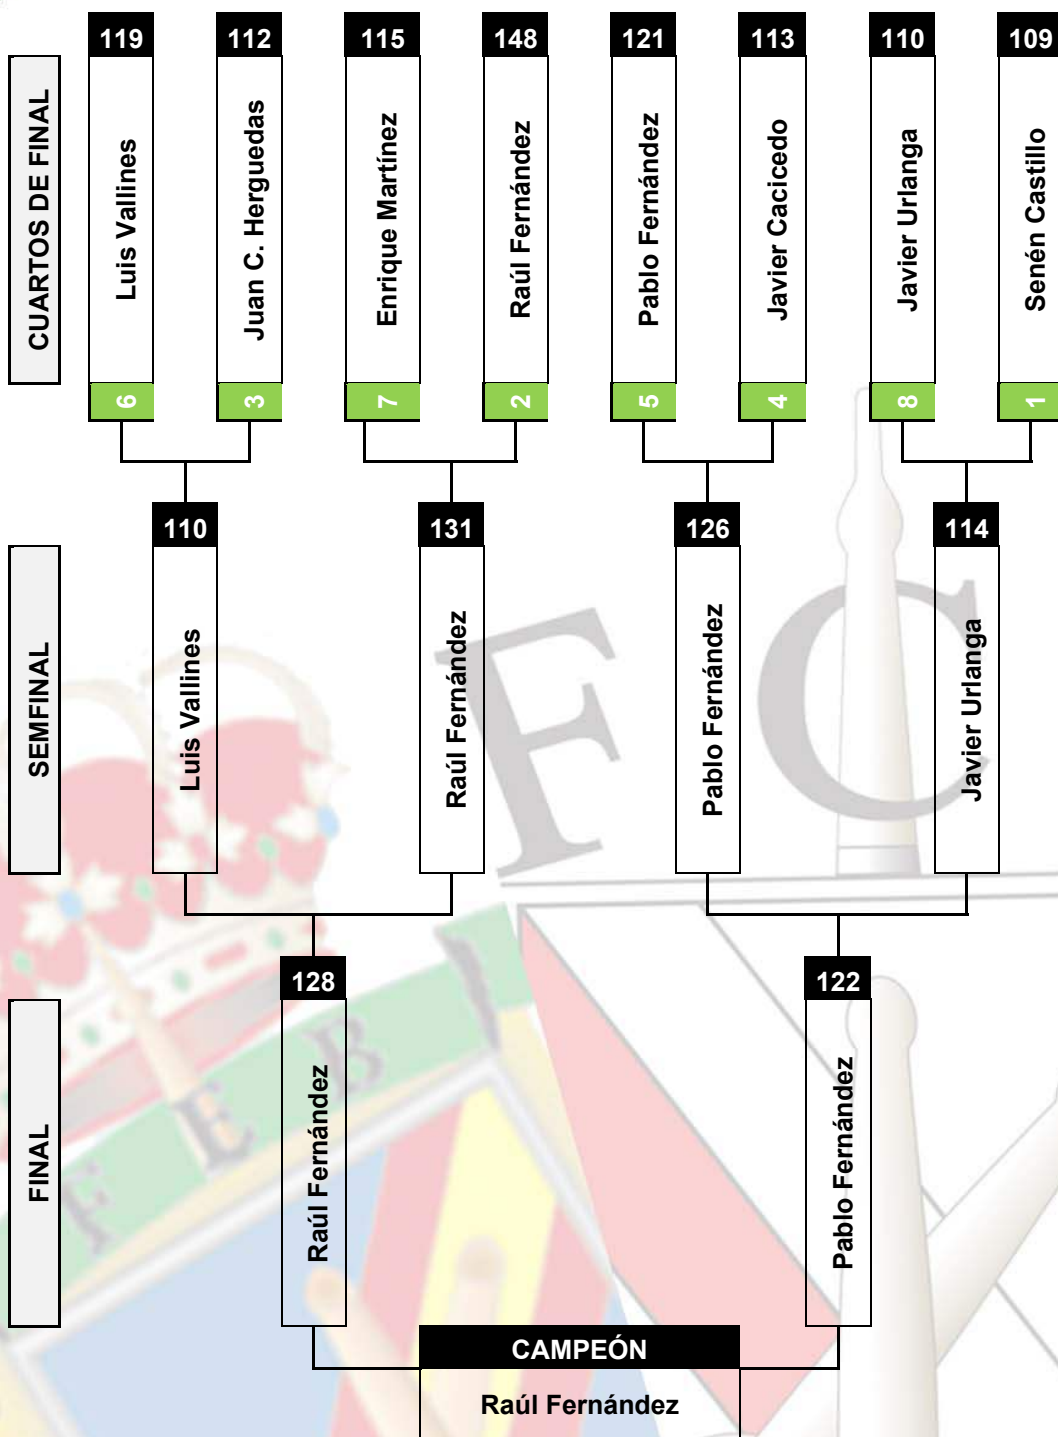 119 112 115 148 121 113 110 109
CUARTOS DE FINAL
Luis Vallines
Juan C. Herguedas
Enrique Martínez
Raúl Fernández
Pablo Fernández
Javier Cacicedo
Javier Urlanga
Senén Castillo
6 3 7 2 5 4 8 1
110 131 126 114
SEMFINAL
Luis Vallines
Raúl Fernández
Pablo Fernández
Javier Urlanga
F C
128 122
FINAL
Raúl Fernández
Pablo Fernández
F E B
CAMPEÓN
Raúl Fernández